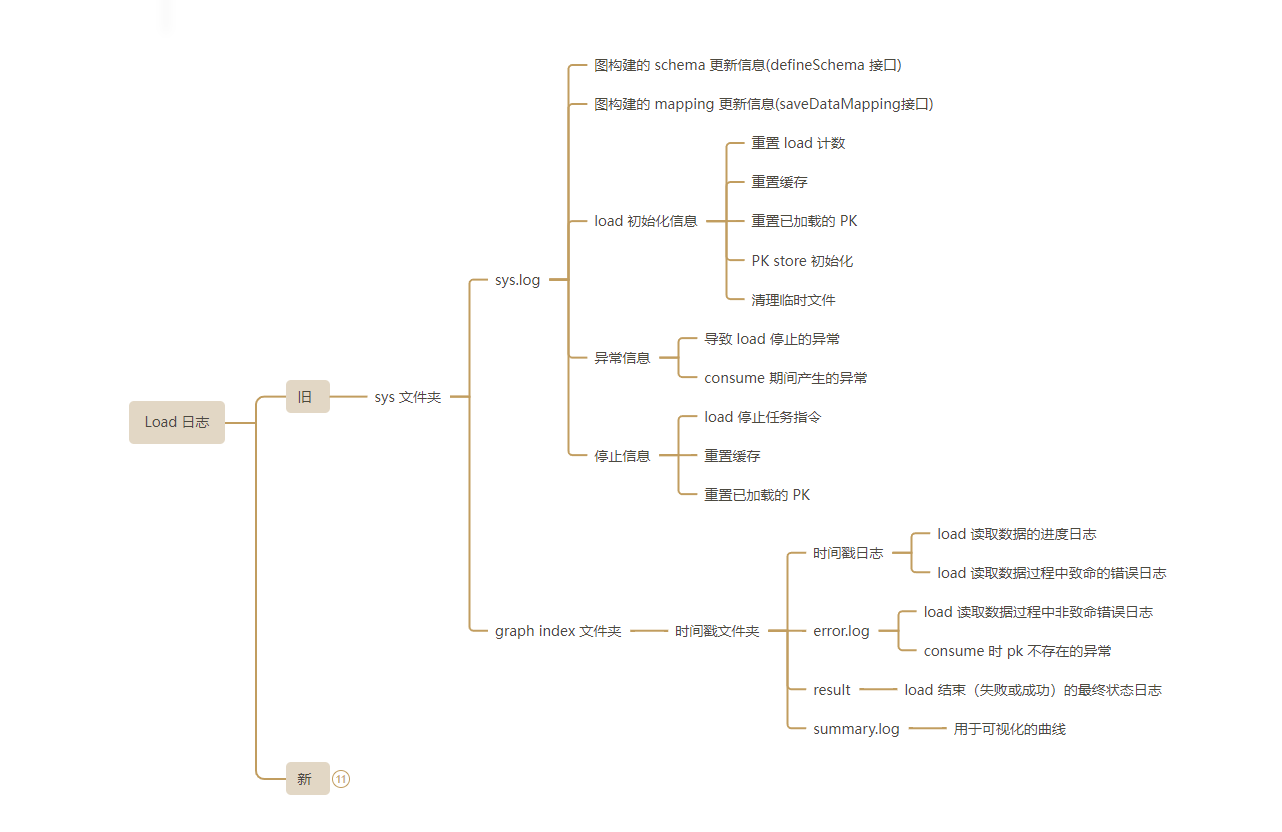 Load 日志
旧
sys 文件夹
sys.log
图构建的 schema 更新信息(defineSchema 接口)
图构建的 mapping 更新信息(saveDataMapping接口)
load 初始化信息
重置 load 计数
重置缓存
重置已加载的 PK
PK store 初始化
清理临时文件
异常信息
导致 load 停止的异常
consume 期间产生的异常
停止信息
load 停止任务指令
重置缓存
重置已加载的 PK
graph index 文件夹
时间戳文件夹
时间戳日志
load 读取数据的进度日志
load 读取数据过程中致命的错误日志
error.log
load 读取数据过程中非致命错误日志
consume 时 pk 不存在的异常
result
load 结束（失败或成功）的最终状态日志
summary.log
用于可视化的曲线
新
11